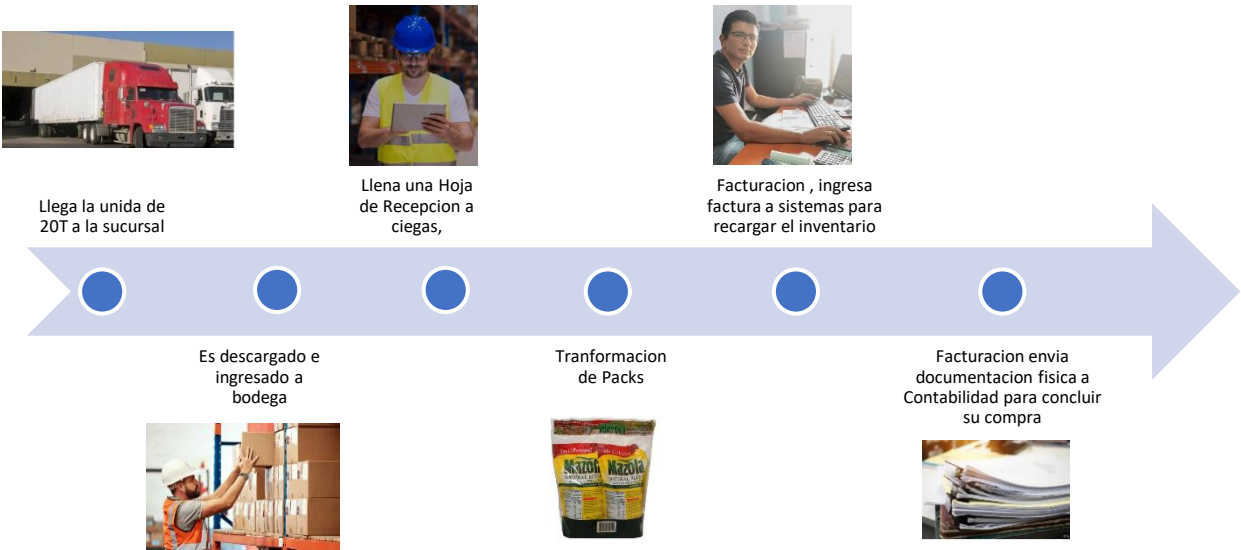 Llega la unida de
20T a la sucursal
Es descargado e
ingresado a
bodega
Llena una Hoja
de Recepcion a
ciegas,
Tranformacion
de Packs
Mazola
Mazola
Facturacion , ingresa
factura a sistemas para
recargar el inventario
Facturacion envia
documentacion fisica a
Contabilidad para concluir
su compra